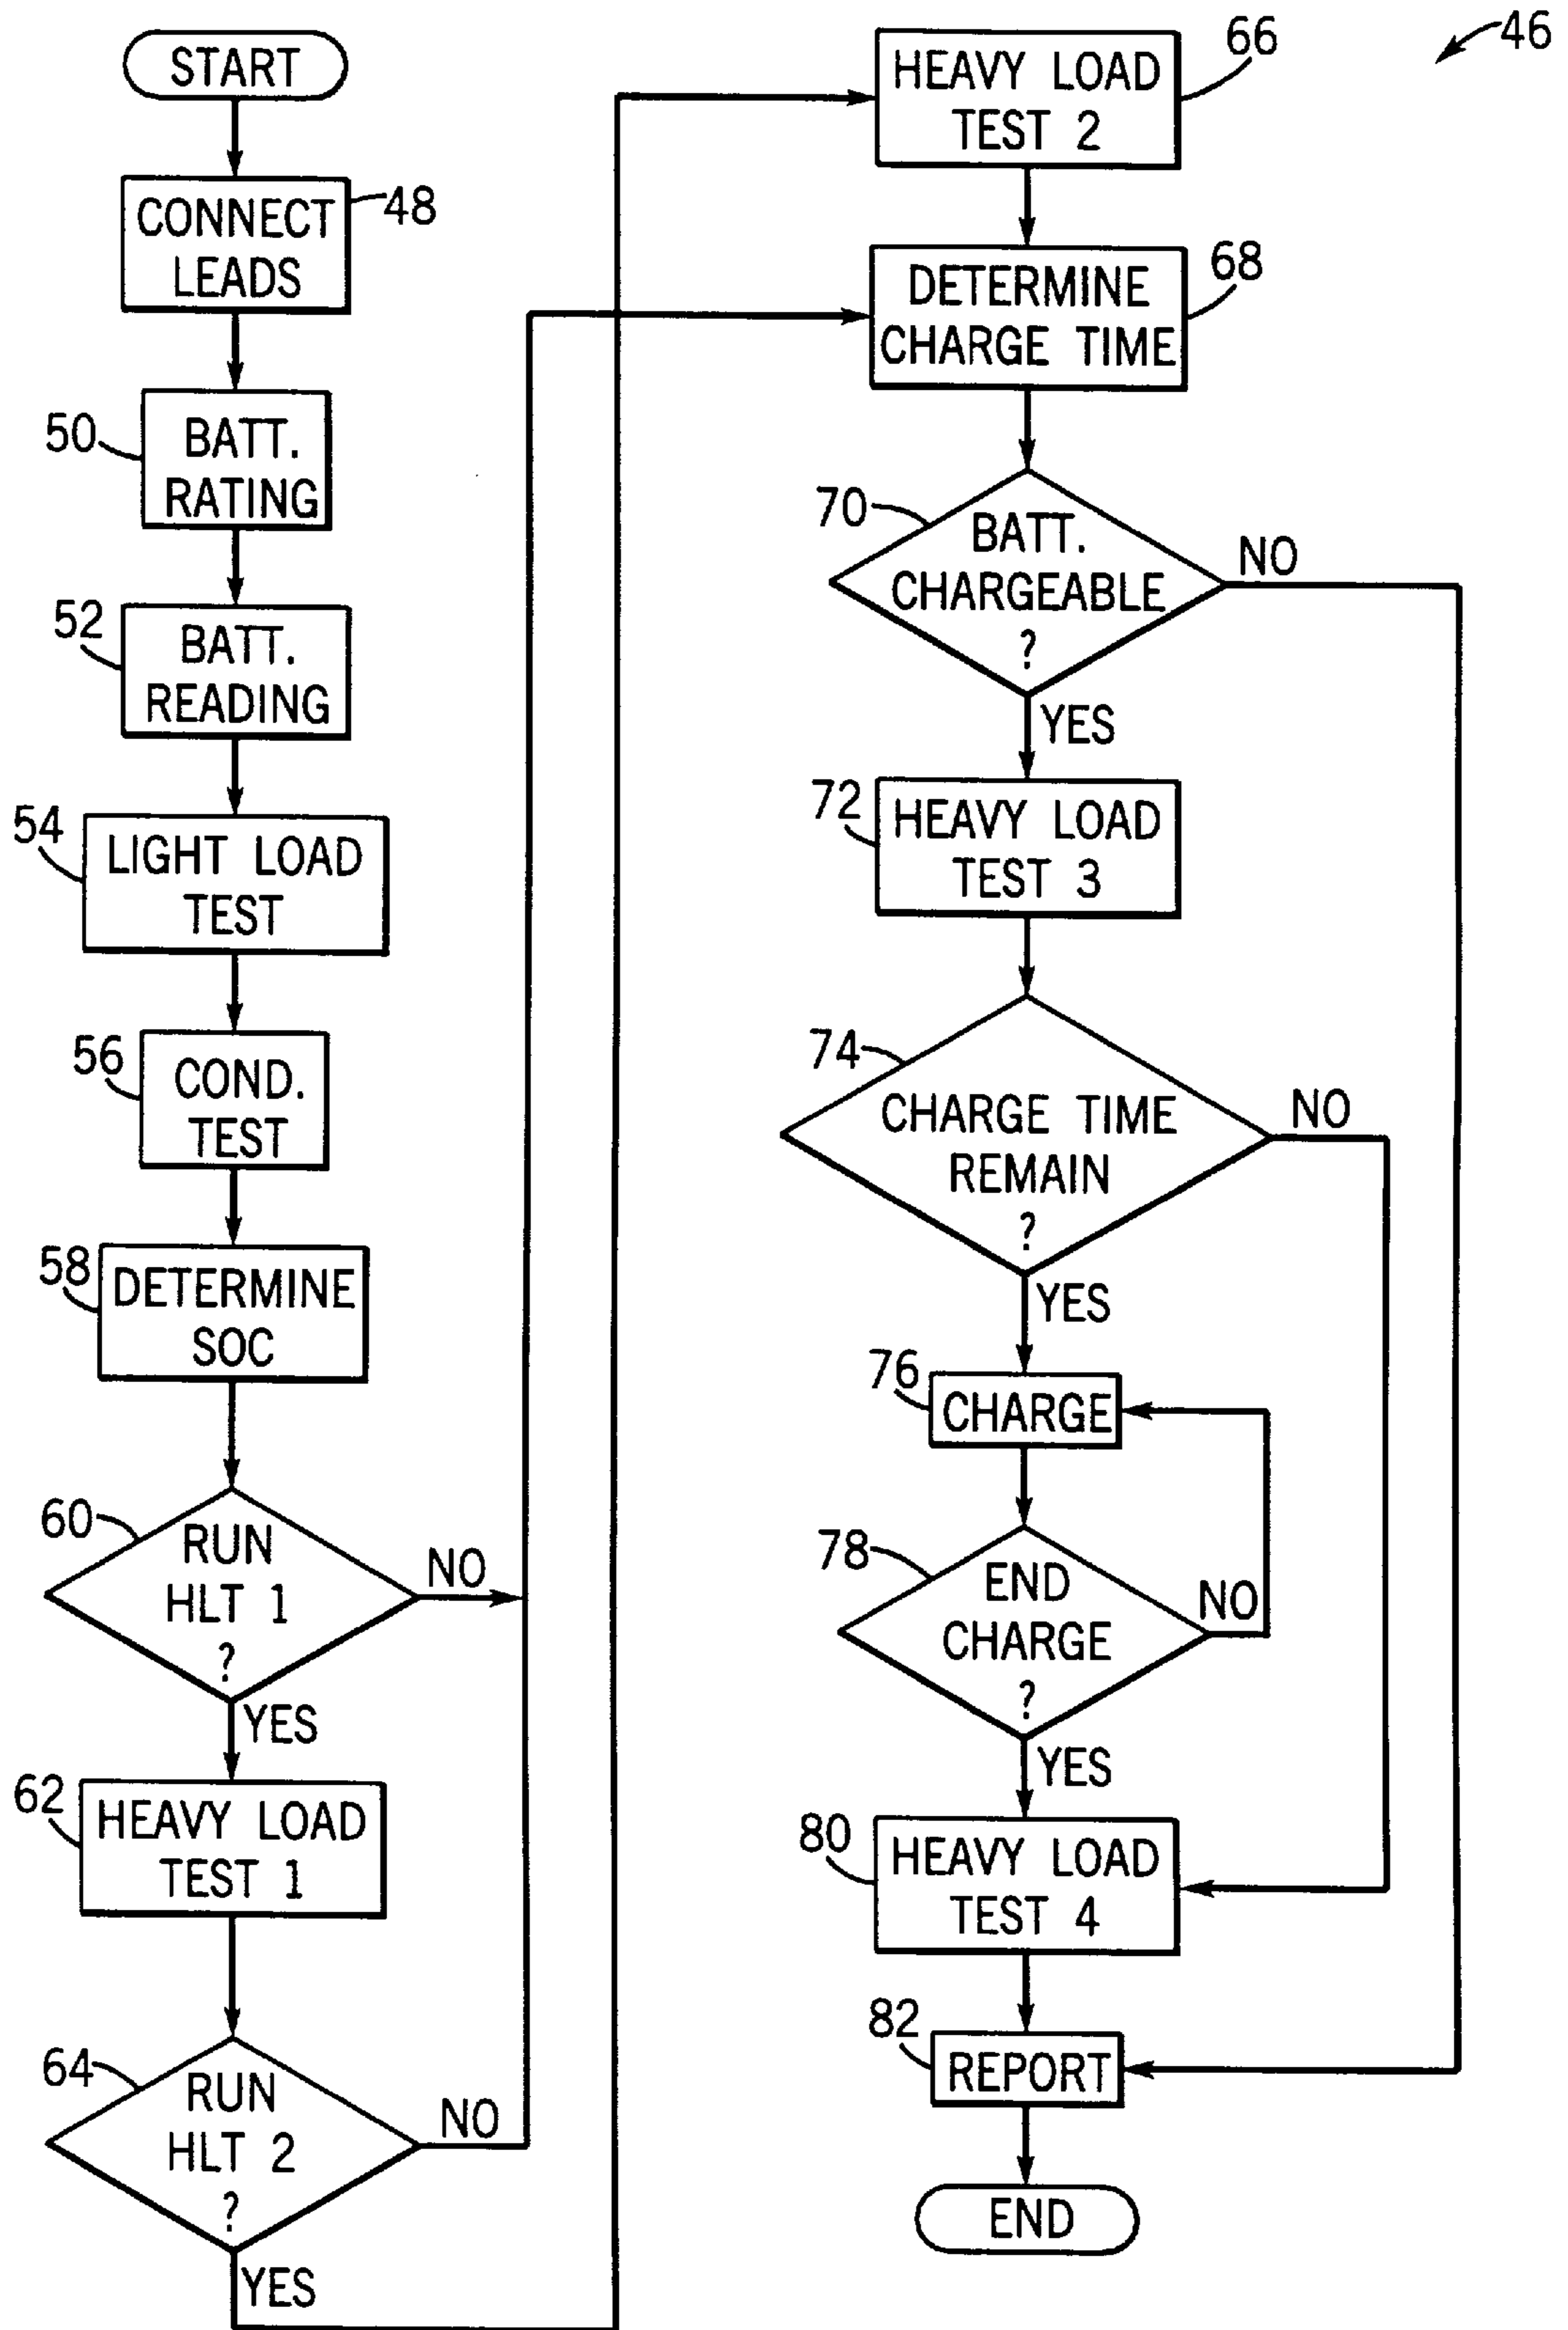 START
CONNECT
LEADS
48
50
BATT.
RATING
52
BATT.
READING
54
LIGHT LOAD
TEST
56
COND.
TEST
58
DETERMINE
SOC
60
RUN
HLT 1
?
NO
YES
62
HEAVY LOAD
TEST 1
64
RUN
HLT 2
?
NO
YES
46
HEAVY LOAD
TEST 2
66
DETERMINE
CHARGE TIME
68
70
BATT.
CHARGEABLE
?
NO
YES
72
HEAVY LOAD
TEST 3
74
CHARGE TIME
REMAIN
?
NO
YES
76
CHARGE
78
END
CHARGE
?
NO
YES
80
HEAVY LOAD
TEST 4
82
REPORT
END